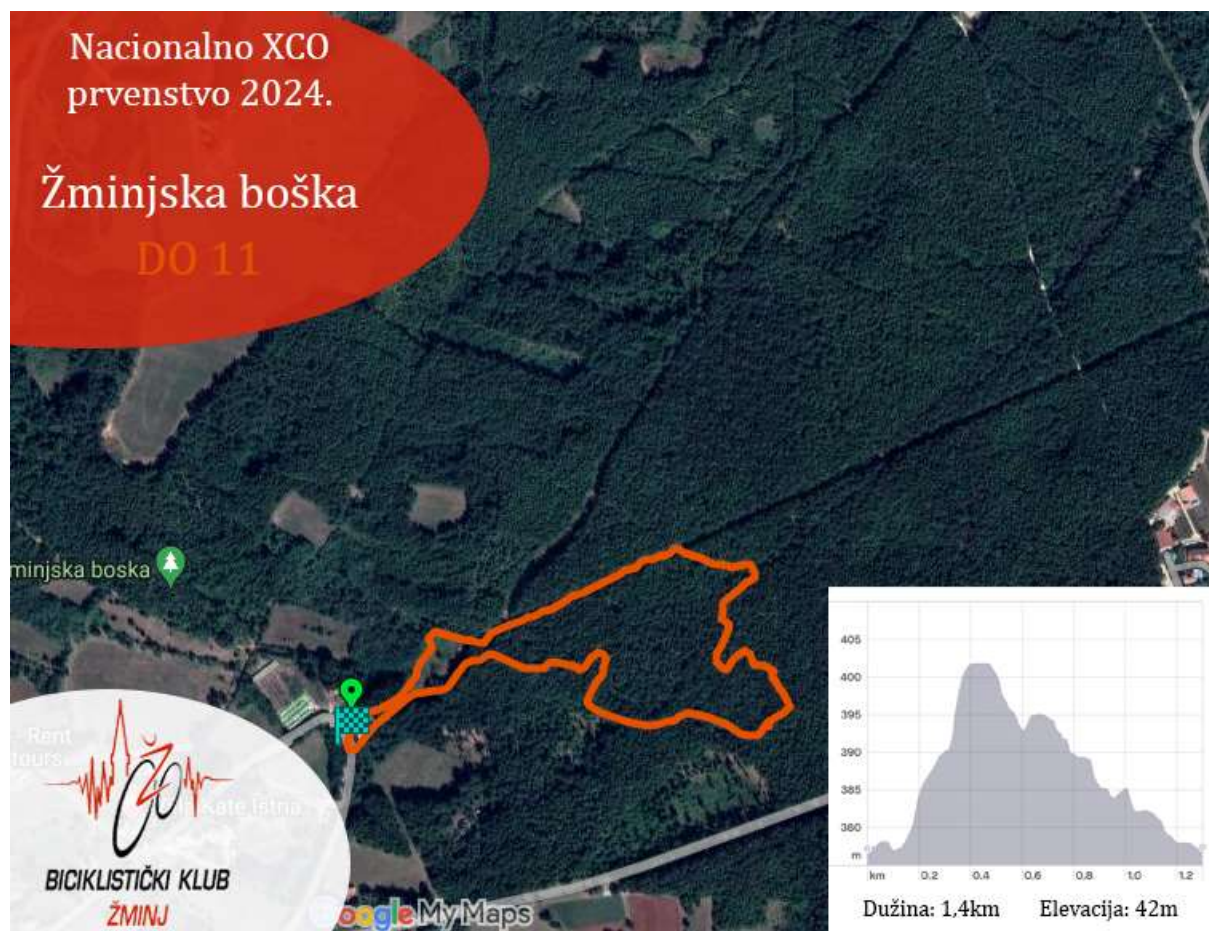 Nacionalno XCO
prvenstvo 2024.
Žminjska boška
DO 11
minjska boska
Rent
tours
Kate Istria
BICIKLISTIČKI KLUB
ŽMINJ
Google My Maps
405
400
395
390
385
380
m
km 0.2 0.4 0.6 0.8 1.0 1.2
Dužina: 1,4km Elevacija: 42m